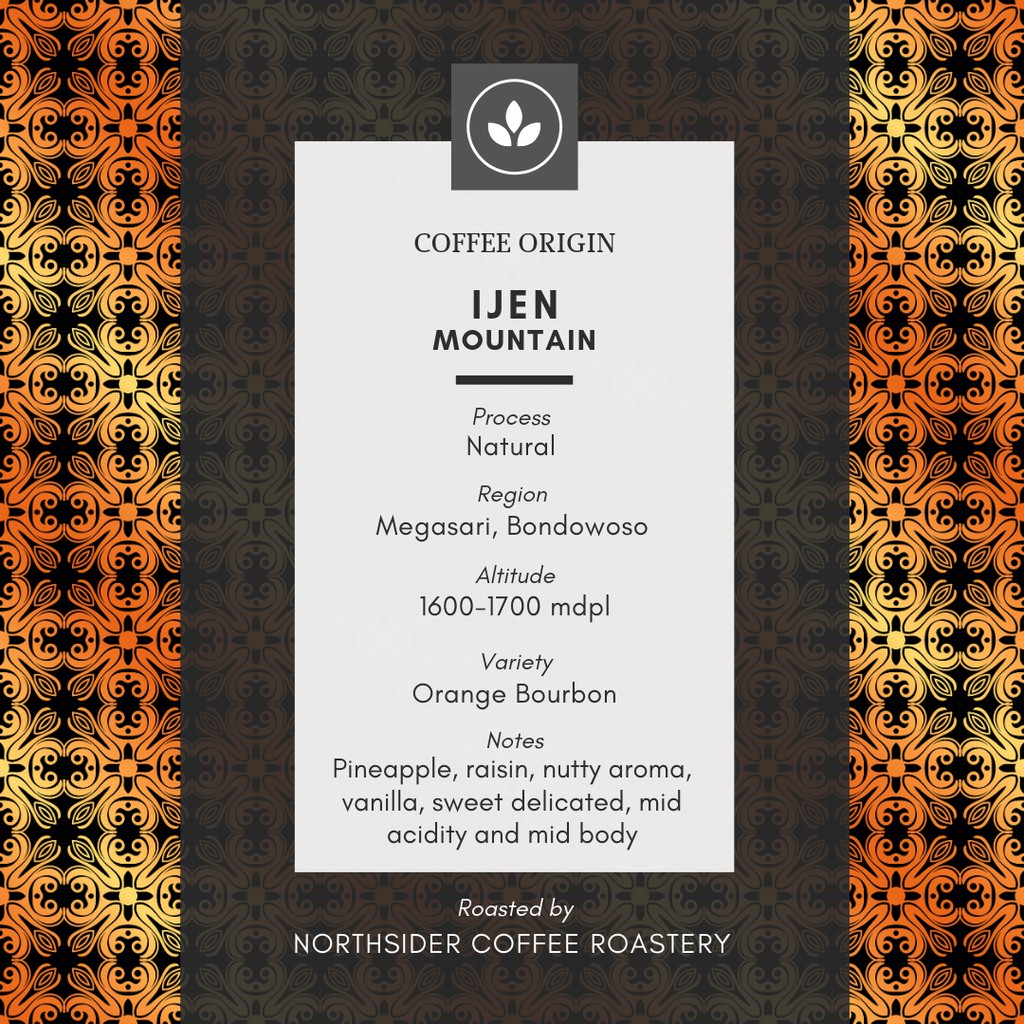 COFFEE ORIGIN
IJEN
MOUNTAIN
Process
Natural
Region
Megasari, Bondowoso
Altitude
1600-1700 mdpl
Variety
Orange Bourbon
Notes
Pineapple, raisin, nutty aroma,
vanilla, sweet delicated, mid
acidity and mid body
Roasted by
NORTHSIDER COFFEE ROASTERY